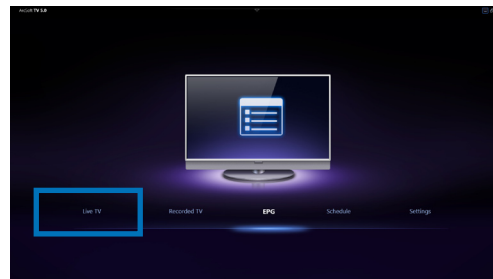 ArcSoft TV 5.0
Live TV
Recorded TV
EPG
Schedule
Settings